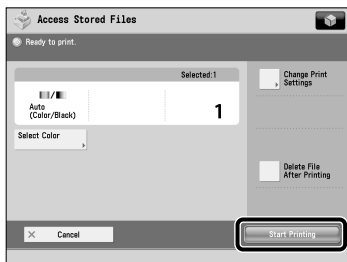 Access Stored Files
Ready to print.
Selected:1
Auto
(Color/Black)
1
Select Color
Change Print
Settings
Delete File
After Printing
Cancel
Start Printing